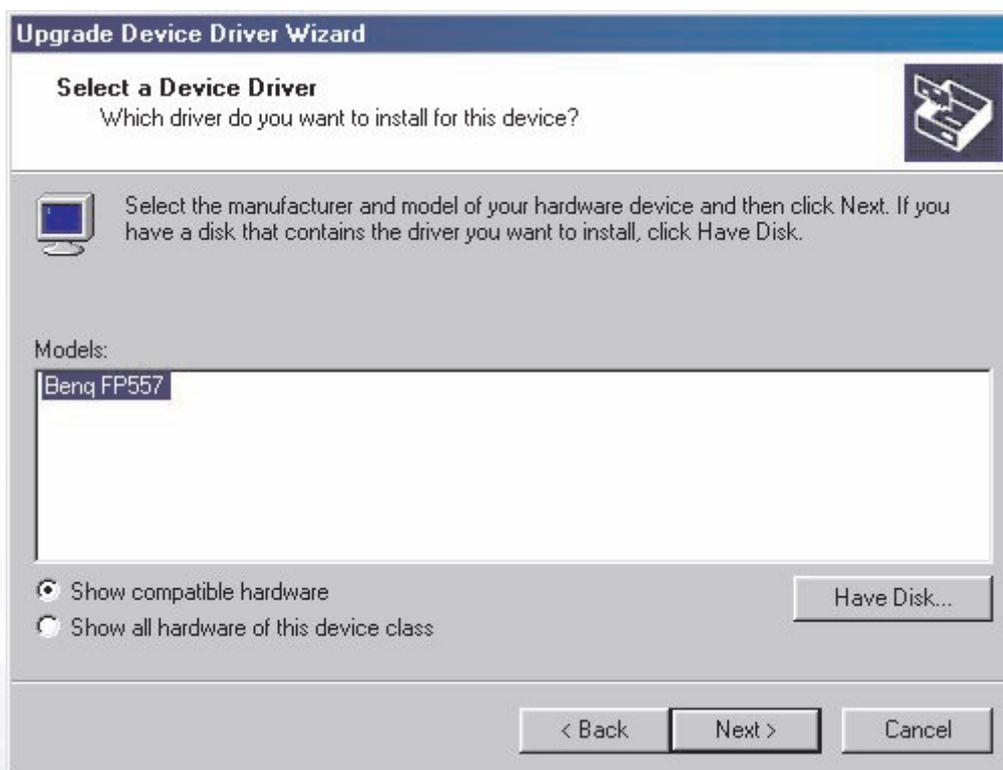 Upgrade Device Driver Wizard
Select a Device Driver
Which driver do you want to install for this device?
Select the manufacturer and model of your hardware device and then click Next. If you
have a disk that contains the driver you want to install, click Have Disk.
Models:
Benq FP557
Show compatible hardware
Have Disk...
Show all hardware of this device class
< Back
Next >
Cancel